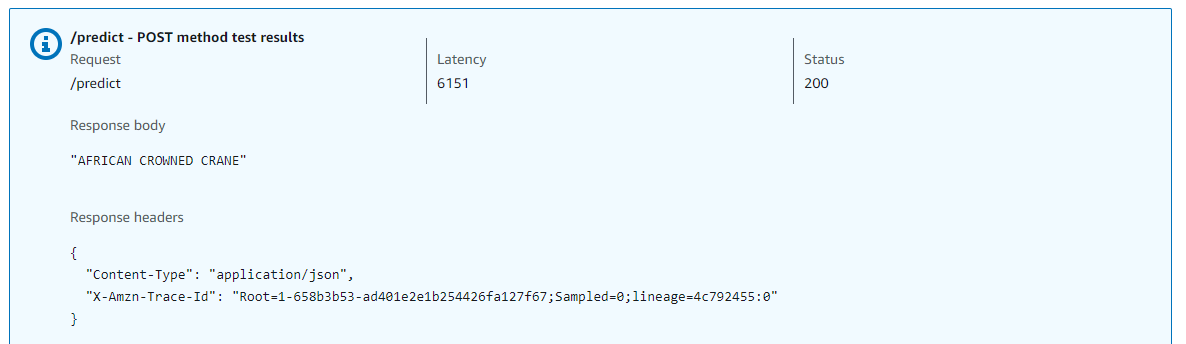 /predict - POST method test results
Request
Latency
Status
/predict
6151
200
Response body
"AFRICAN CROWNED CRANE"
Response headers
{
  "Content-Type": "application/json",
  "X-Amzn-Trace-Id": "Root=1-658b3b53-ad401e2e1b254426fa127f67;Sampled=0;lineage=4c792455:0"
}